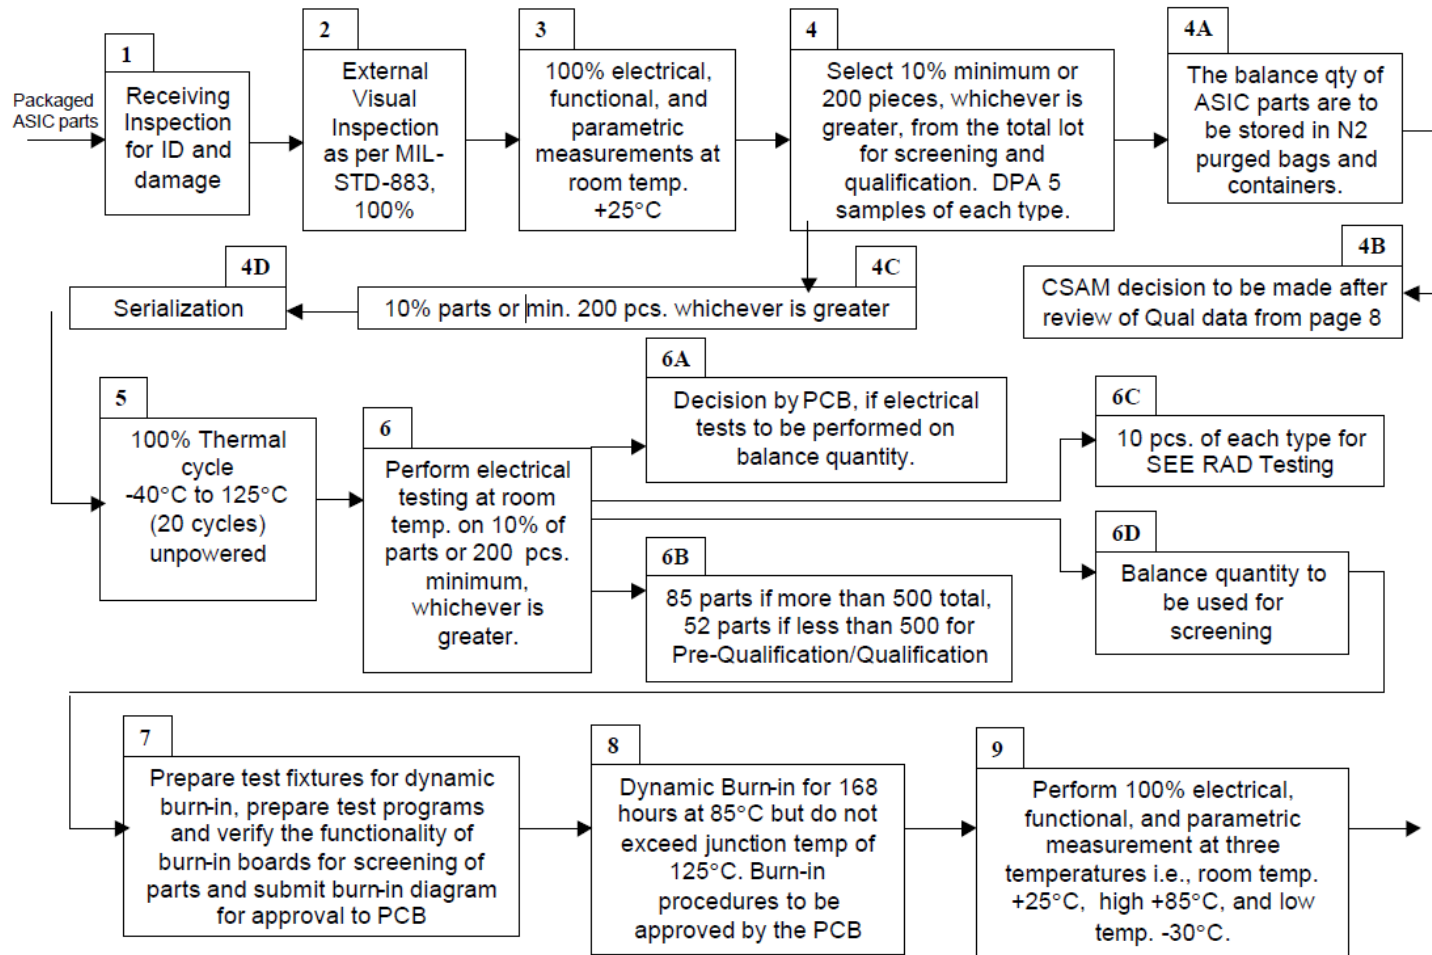 Packaged
ASIC parts
1
Receiving
Inspection
for ID and
damage
2
External
Visual
Inspection
as per MIL-
STD-883,
100%
3
100% electrical,
functional, and
parametric
measurements at
room temp.
+25°C
4
Select 10% minimum or
200 pieces, whichever is
greater, from the total lot
for screening and
qualification. DPA 5
samples of each type.
4A
The balance qty of
ASIC parts are to
be stored in N2
purged bags and
containers.
4B
CSAM decision to be made after
review of Qual data from page 8
4C
10% parts or min. 200 pcs. whichever is greater
4D
Serialization
5
100% Thermal
cycle
-40°C to 125°C
(20 cycles)
unpowered
6
Perform electrical
testing at room
temp. on 10% of
parts or 200 pcs.
minimum,
whichever is
greater.
6A
Decision by PCB, if electrical
tests to be performed on
balance quantity.
6B
85 parts if more than 500 total,
52 parts if less than 500 for
Pre-Qualification/Qualification
6C
10 pcs. of each type for
SEE RAD Testing
6D
Balance quantity to
be used for
screening
7
Prepare test fixtures for dynamic
burn-in, prepare test programs
and verify the functionality of
burn-in boards for screening of
parts and submit burn-in diagram
for approval to PCB
8
Dynamic Burn-in for 168
hours at 85°C but do not
exceed junction temp of
125°C. Burn-in
procedures to be
approved by the PCB
9
Perform 100% electrical,
functional, and parametric
measurement at three
temperatures i.e., room temp.
+25°C, high +85°C, and low
temp. -30°C.